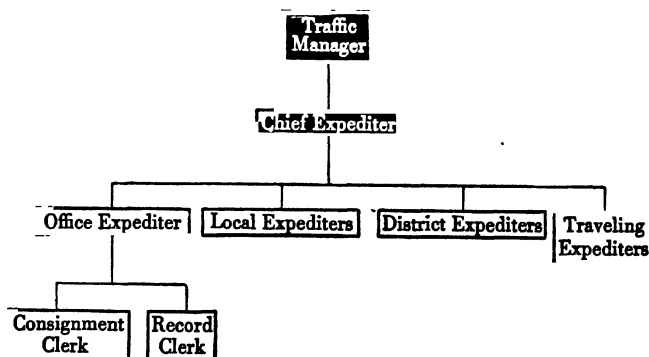 Traffic
Manager
Chief Expediter
Office Expediter
Local Expediters
District Expediters
Traveling
Expediters
Consignment
Clerk
Record
Clerk